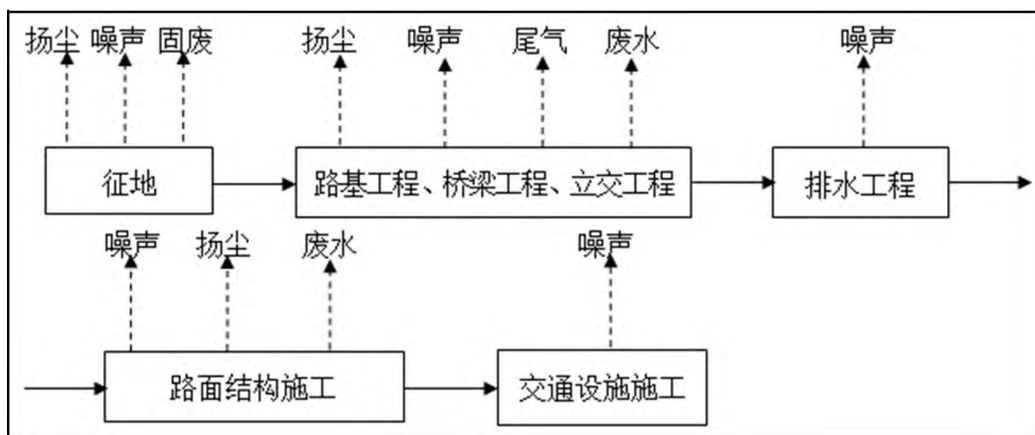 扬尘 噪声 固废 扬尘 噪声 尾气 废水 噪声
征地 路基工程、桥梁工程、立交工程 排水工程
噪声 扬尘 废水 噪声
路面结构施工 交通设施施工